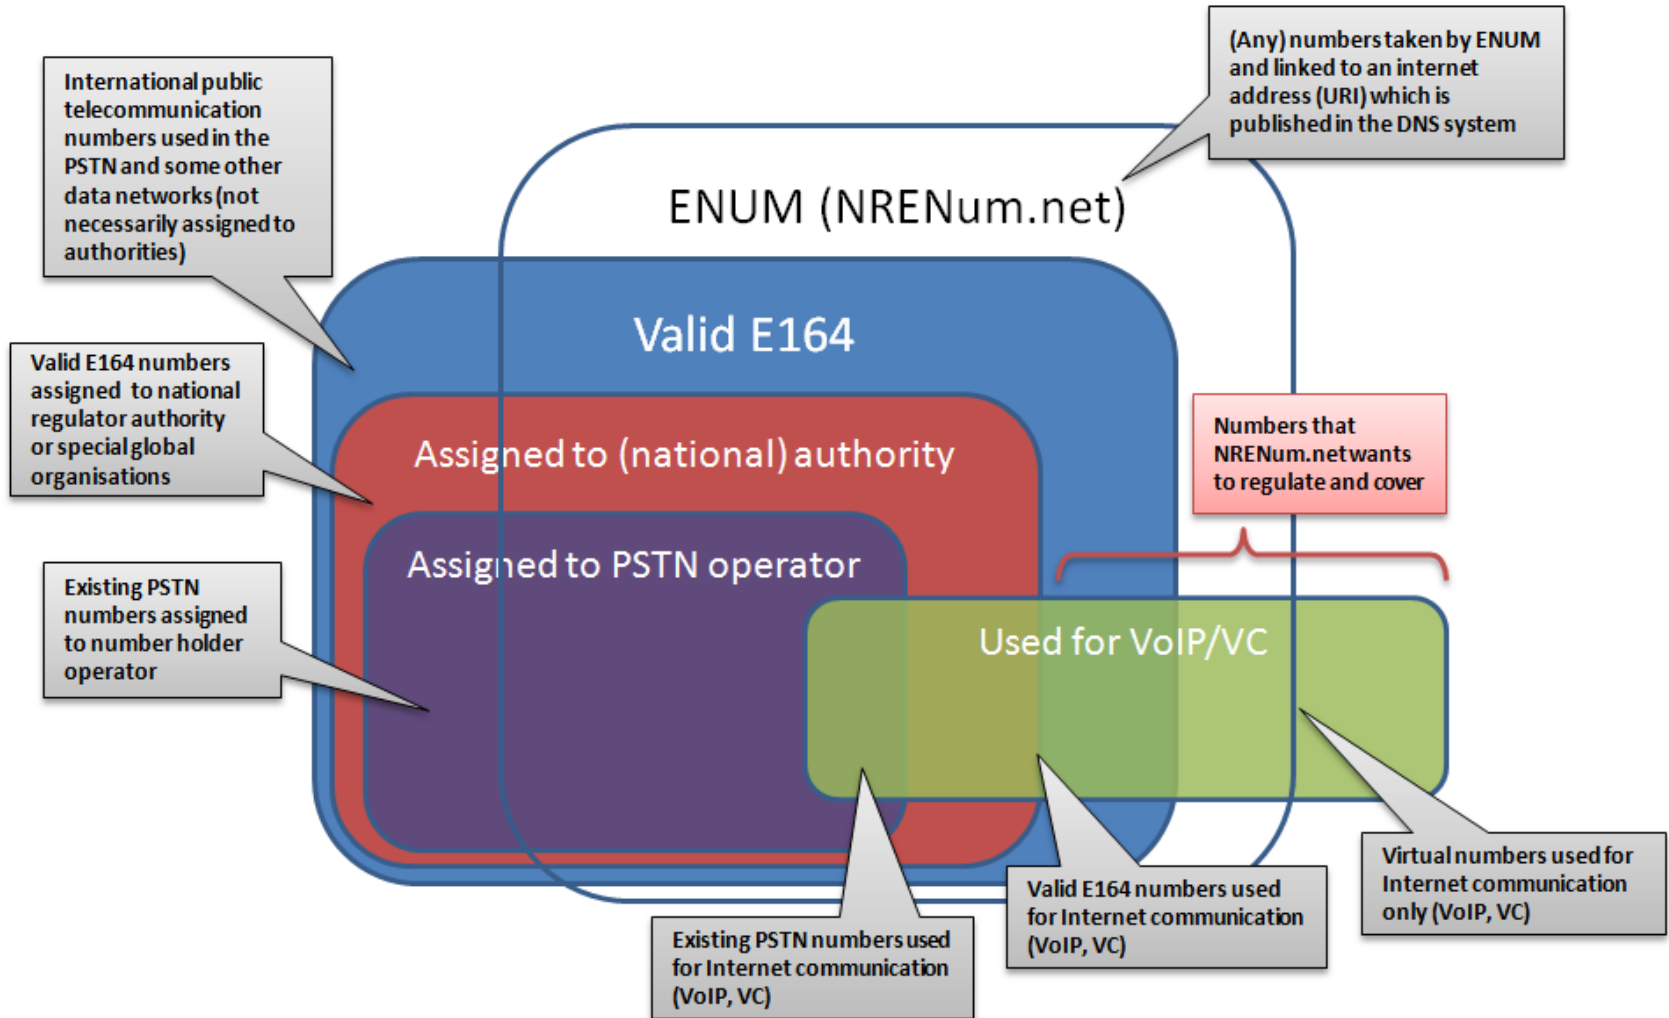 (Any) numbers taken by ENUM
and linked to an internet
address (URI) which is
published in the DNS system
International public
telecommunication
numbers used in the
PSTN and some other
data networks (not
necessarily assigned to
authorities)
ENUM (NRENum.net)
Valid E164
Valid E164 numbers
assigned to national
regulator authority
or special global
organisations
Assigned to (national) authority
Numbers that
NRENum.net wants
to regulate and cover
Assigned to PSTN operator
Existing PSTN
numbers assigned
to number holder
operator
Used for VoIP/VC
Existing PSTN numbers used
for Internet communication
(VoIP, VC)
Valid E164 numbers used
for Internet communication
(VoIP, VC)
Virtual numbers used for
Internet communication
only (VoIP, VC)